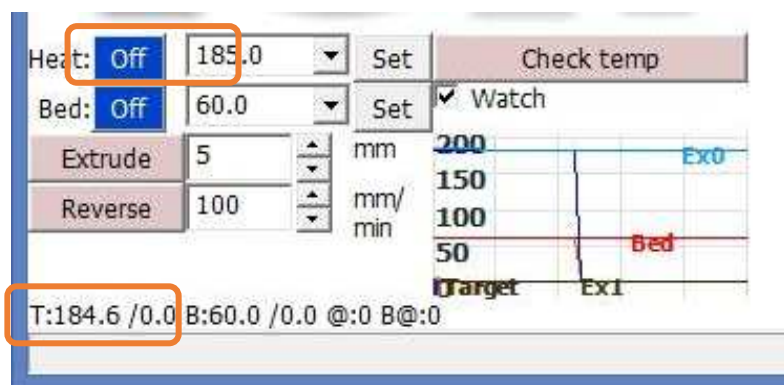 Heat: Off 185.0 Set Check temp
Bed: Off 60.0 Set Watch
Extrude 5 mm
Reverse 100 mm/
min
200
Ex0
150
100
Bed
50
0
Target Ex1
T:184.6 /0.0 B:60.0 /0.0 @:0 B@:0